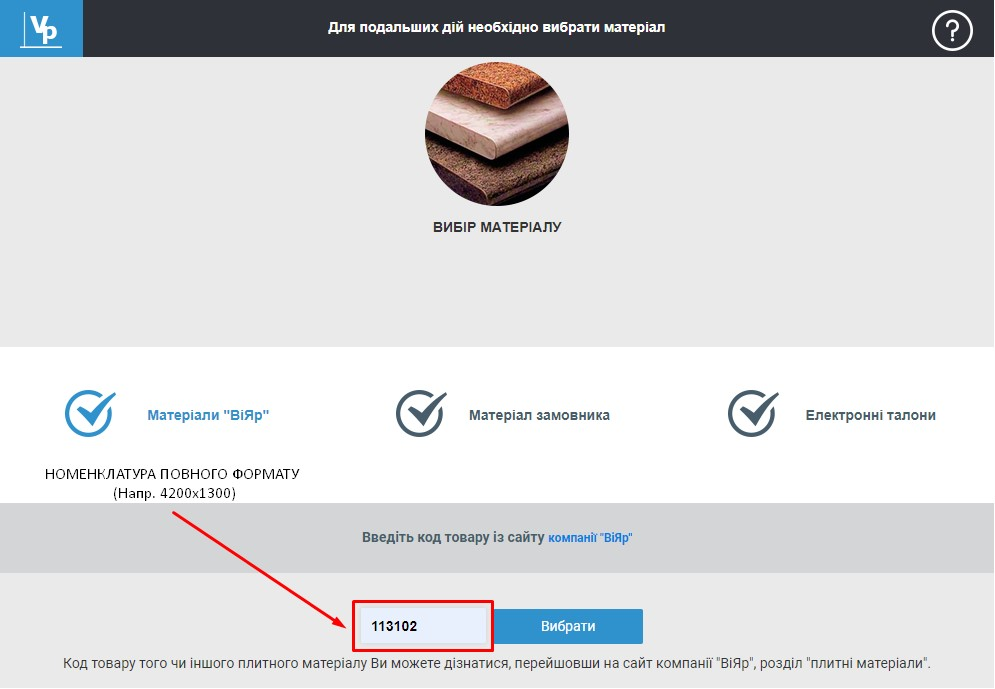 Vp
Для подальших дій необхідно вибрати матеріал
?
ВИБІР МАТЕРІАЛУ
Матеріали "ВіЯр"
Матеріал замовника
Електронні талони
НОМЕНКЛАТУРА ПОВНОГО ФОРМАТУ
(Напр. 4200х1300)
Введіть код товару із сайту компанії "ВіЯр"
113102
Вибрати
Код товару того чи іншого плитного матеріалу Ви можете дізнатися, перейшовши на сайт компанії "ВіЯр", розділ "плитні матеріали".